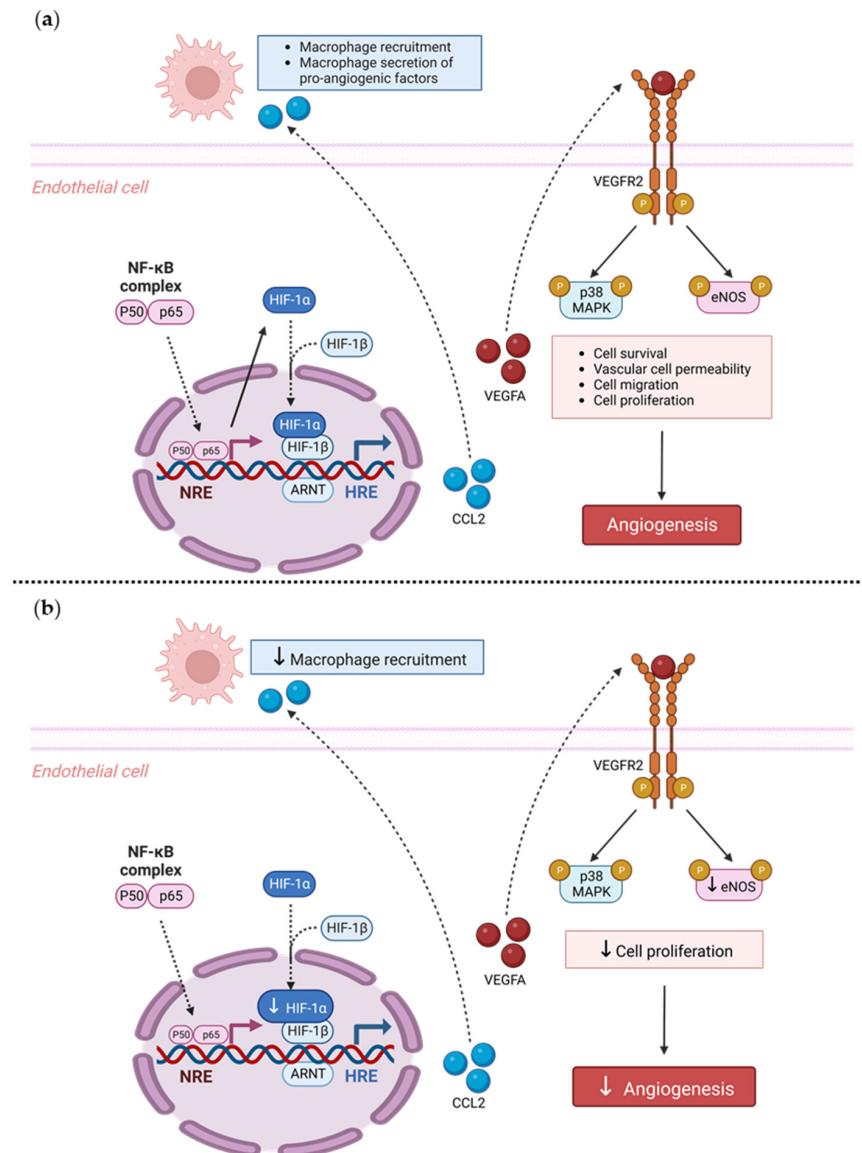 (a)
• Macrophage recruitment
• Macrophage secretion of
pro-angiogenic factors
Endothelial cell
VEGFR2
P
P
NF-κB
complex
P50 p65
HIF-1α
HIF-1β
P
P
p38
MAPK
P
P
eNOS
VEGFA
• Cell survival
• Vascular cell permeability
• Cell migration
• Cell proliferation
HIF-1α
HIF-1β
P50 p65
ARNT
NRE
HRE
CCL2
Angiogenesis
(b)
↓ Macrophage recruitment
Endothelial cell
VEGFR2
P
P
NF-κB
complex
P50 p65
HIF-1α
HIF-1β
P
P
p38
MAPK
P
P
↓ eNOS
VEGFA
↓ Cell proliferation
↓ HIF-1α
HIF-1β
P50 p65
ARNT
NRE
HRE
CCL2
↓ Angiogenesis